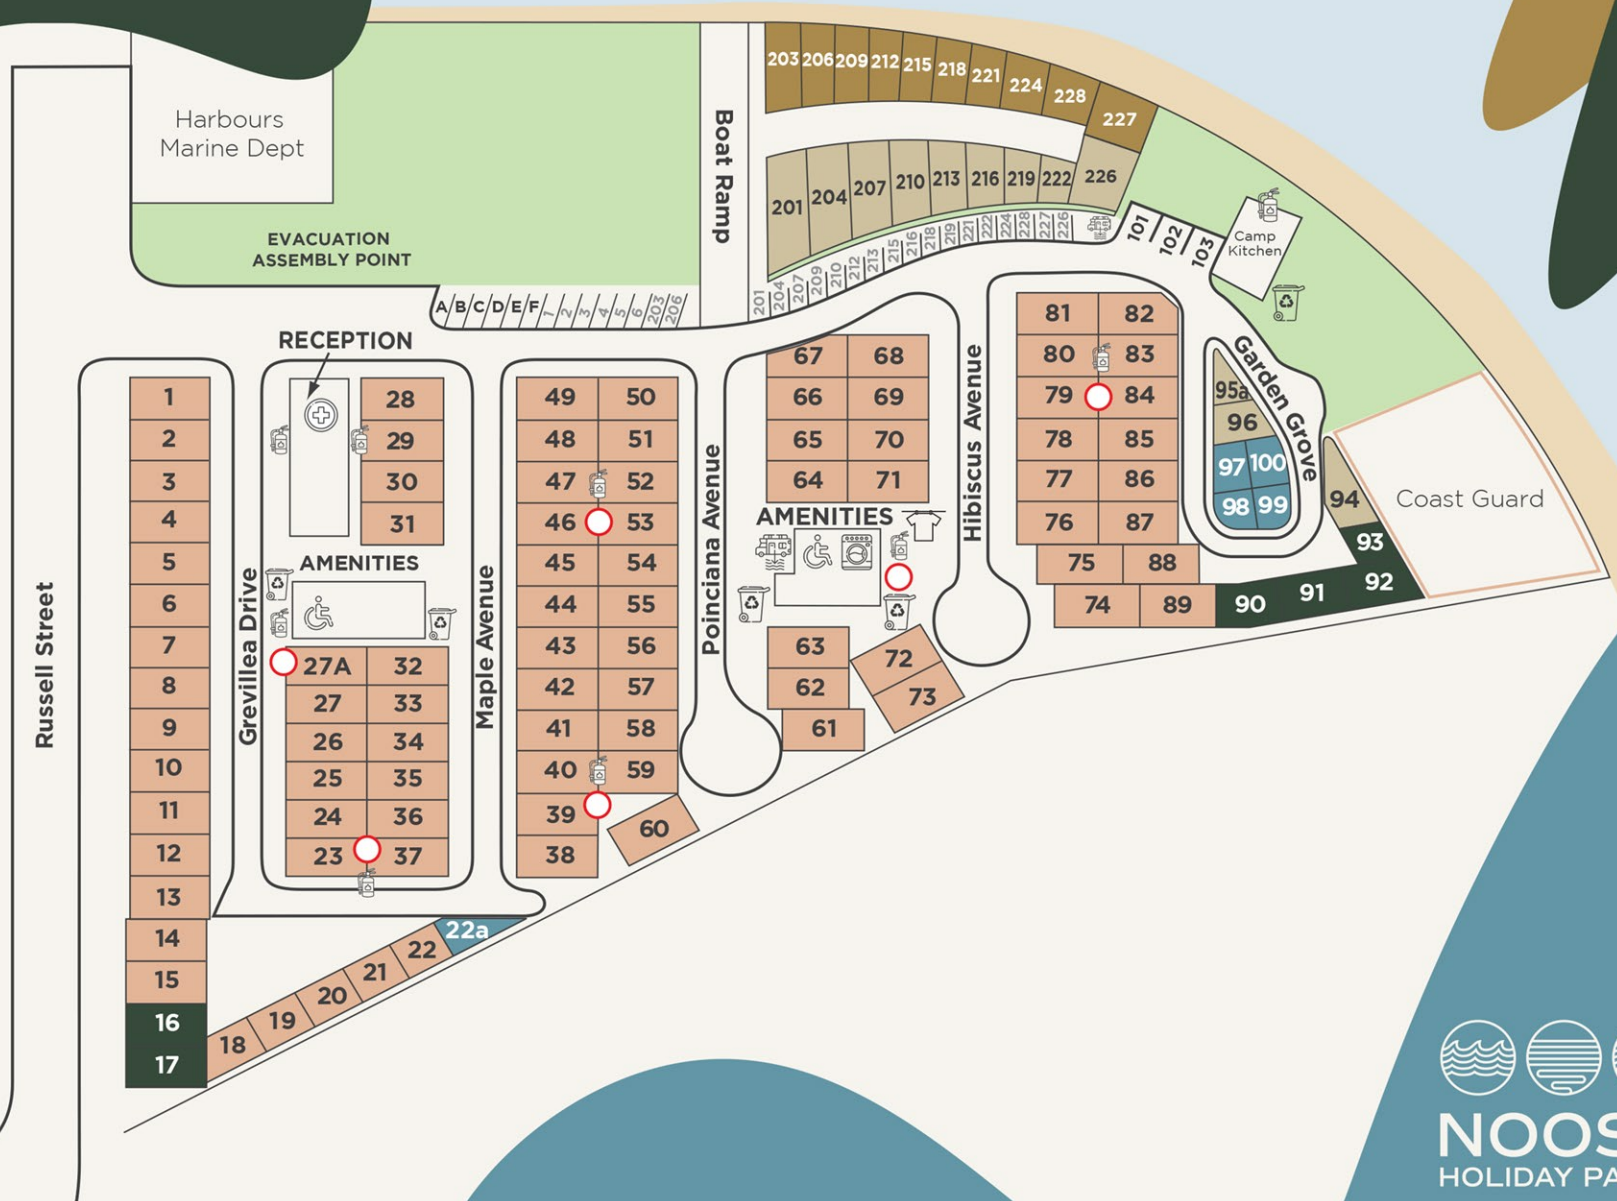 Harbours
Marine Dept
EVACUATION
ASSEMBLY POINT
Boat Ramp
203 206 209 212 215 218 221 224 228 227
201 204 207 210 213 216 219 222 226
201 204 207 209 210 212 213 215 216 218 219 221 222 224 228 227 226
101 102 103
Camp
Kitchen
A B C D E F 1 2 3 4 5 6 203 206
RECEPTION
Russell Street
1
2
3
4
5
6
7
8
9
10
11
12
13
14
15
16
17
Grevillea Drive
28
29
30
31
AMENITIES
27A 32
27 33
26 34
25 35
24 36
23 37
18 19 20 21 22 22a
Maple Avenue
49 50
48 51
47 52
46 53
45 54
44 55
43 56
42 57
41 58
40 59
39
38
60
Poinciana Avenue
67 68
66 69
65 70
64 71
AMENITIES
63
62
61
72
73
Hibiscus Avenue
81 82
80 83
79 84
78 85
77 86
76 87
75 88
74 89
90 91 92
93
94
Garden Grove
95a
96
97 100
98 99
Coast Guard
NOOS
HOLIDAY PA